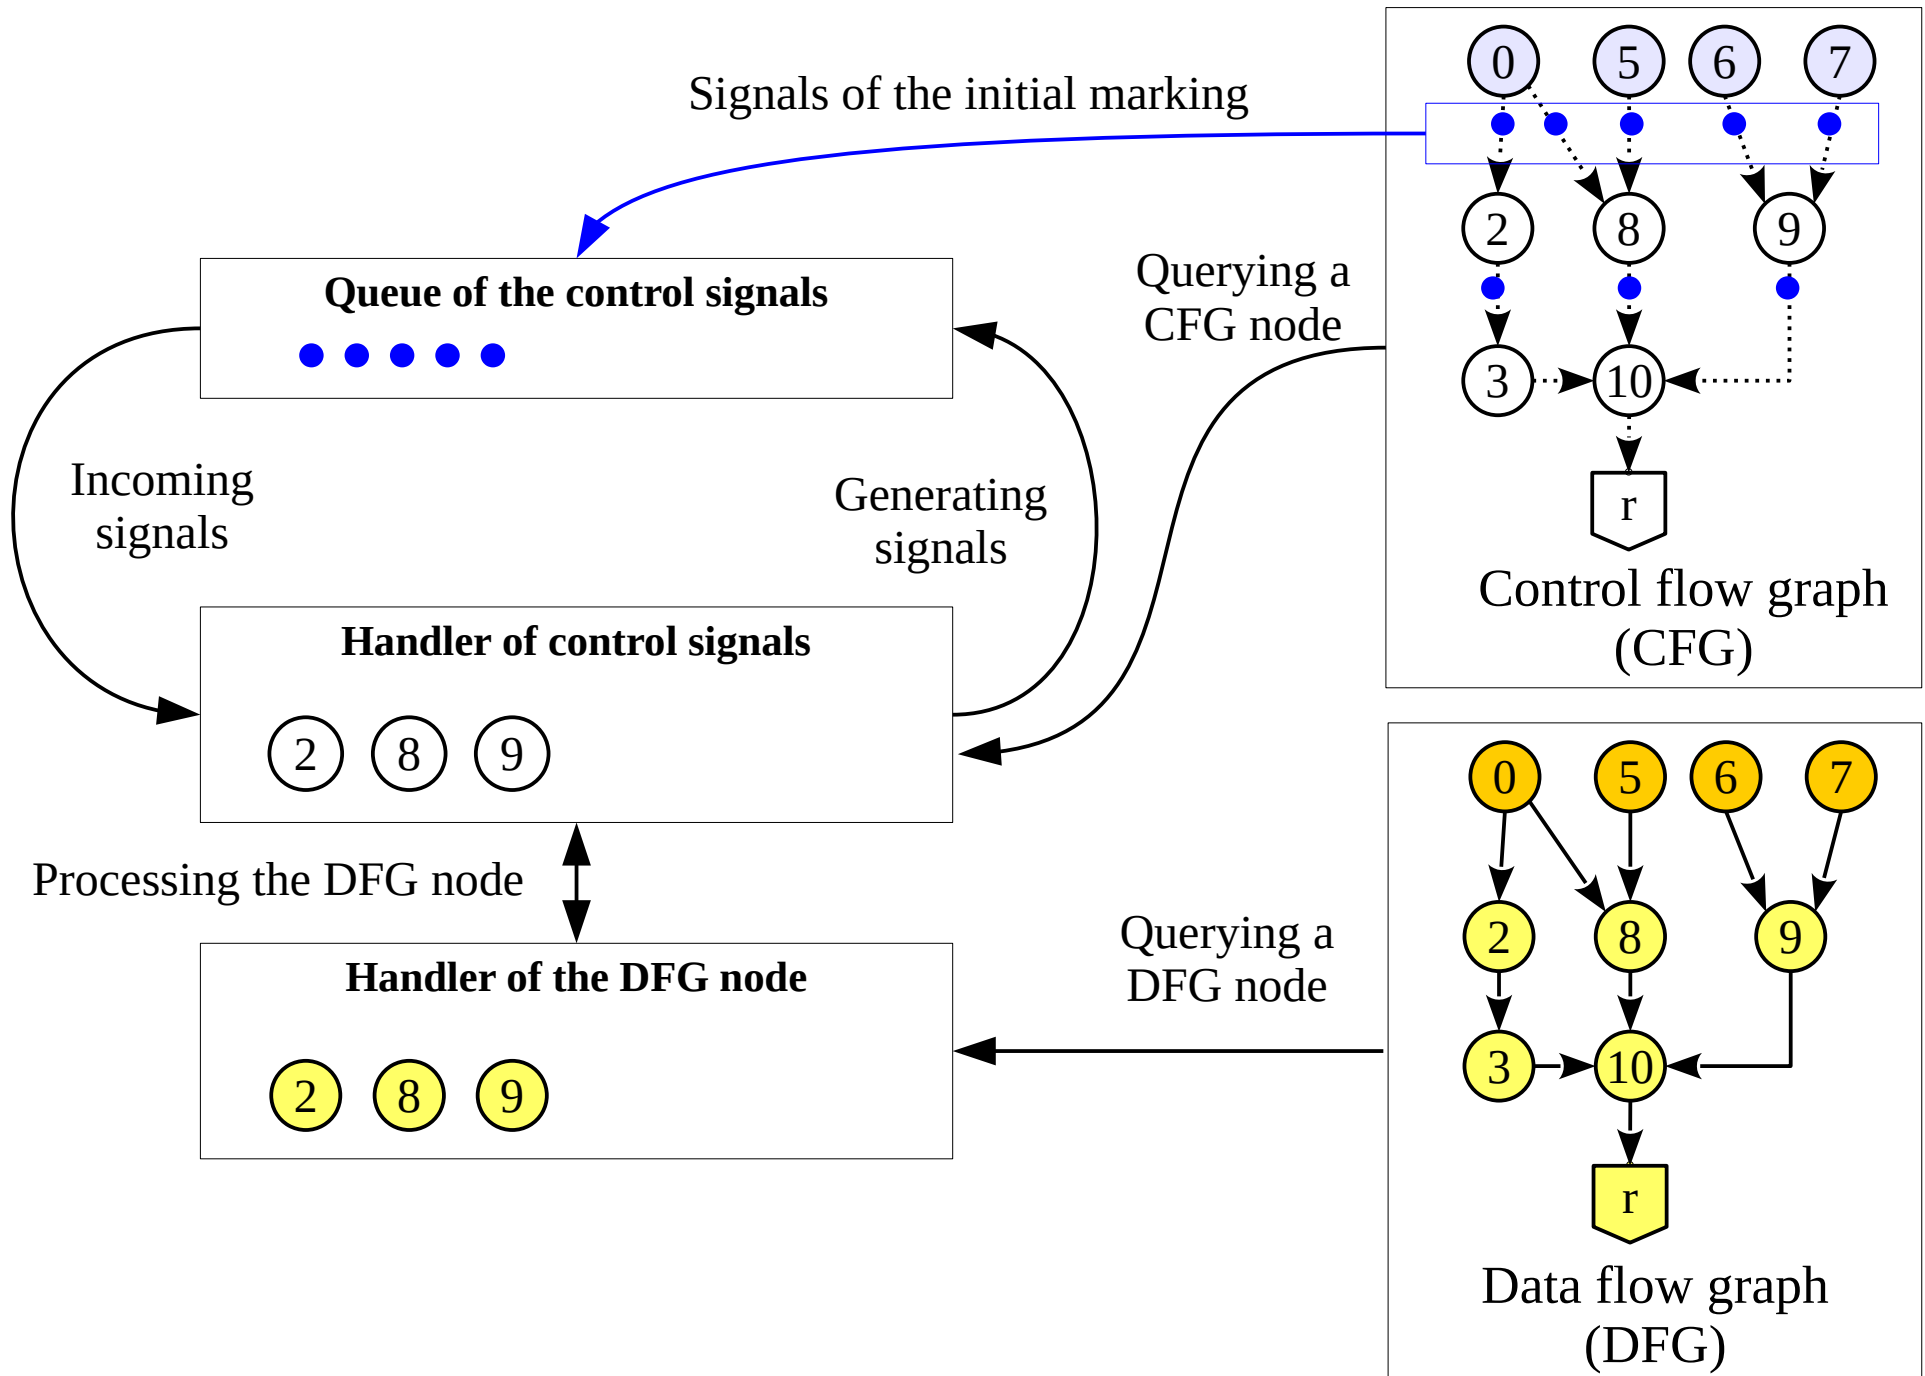 Signals of the initial marking
Queue of the control signals
Incoming
signals
Generating
signals
Querying a
CFG node
Handler of control signals
2 8 9
Processing the DFG node
Handler of the DFG node
2 8 9
Querying a
DFG node
0 5 6 7
2 8 9
3 10
r
Control flow graph
(CFG)
0 5 6 7
2 8 9
3 10
r
Data flow graph
(DFG)